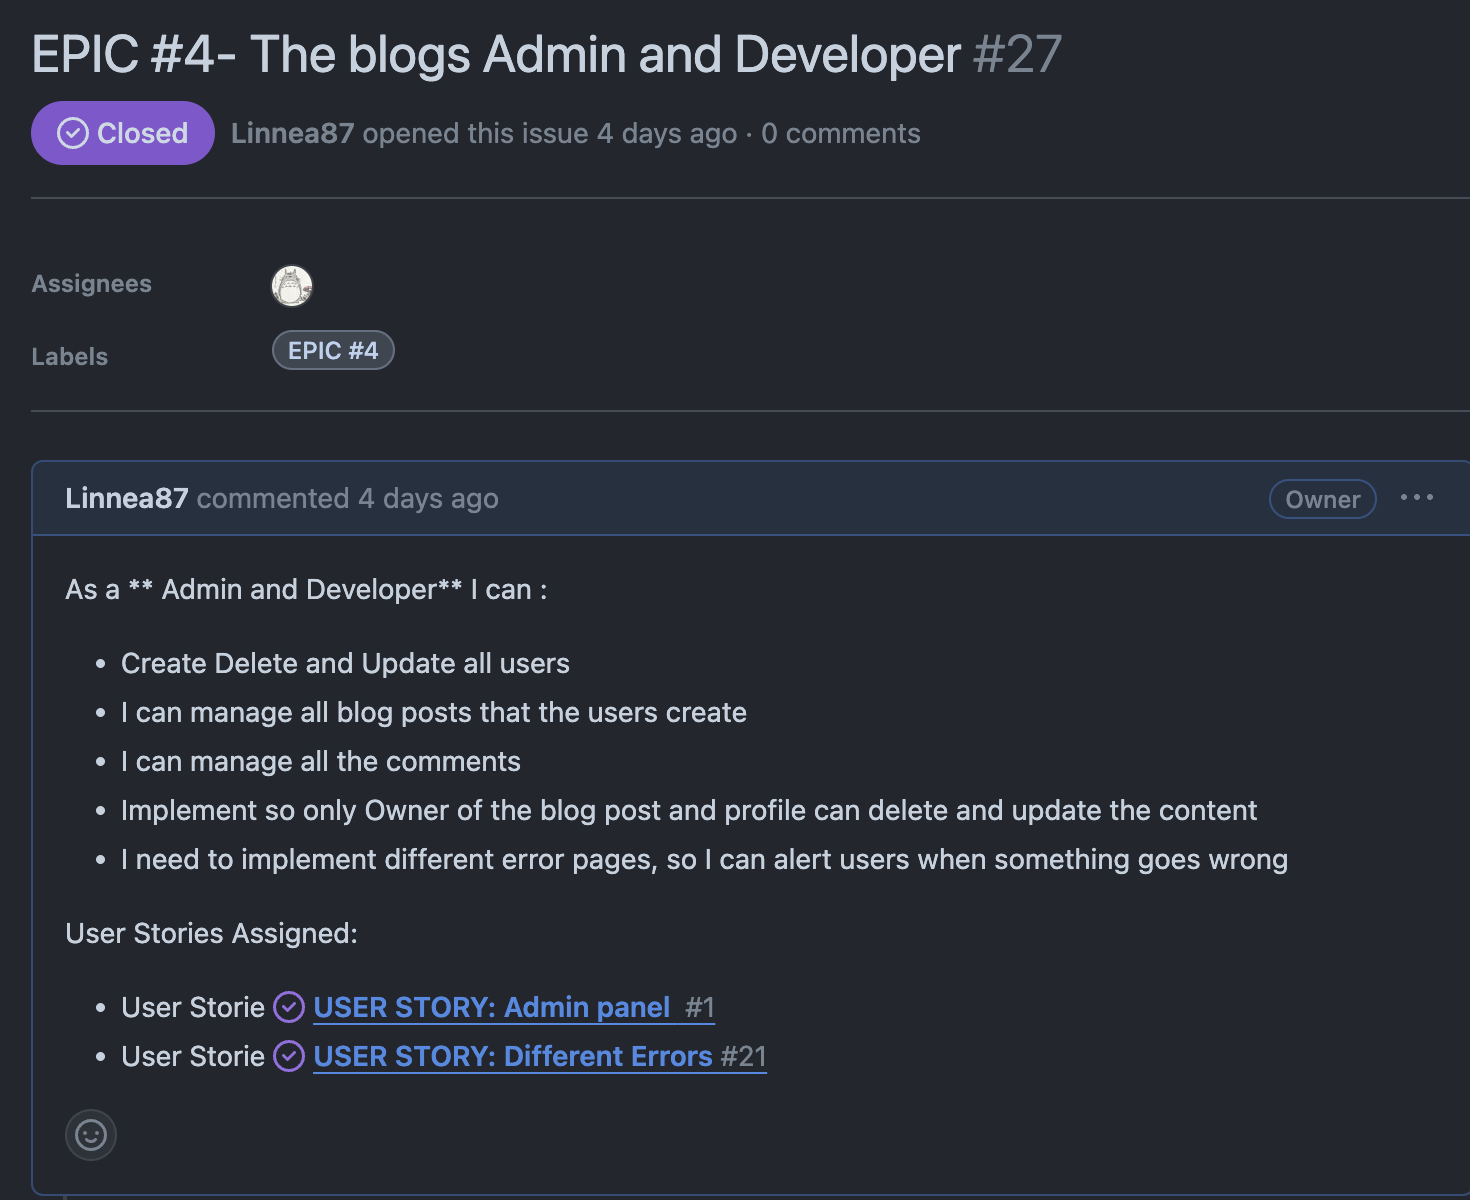 EPIC #4- The blogs Admin and Developer #27
Closed Linnea87 opened this issue 4 days ago · 0 comments
Assignees
Labels EPIC #4
Linnea87 commented 4 days ago Owner ...
As a ** Admin and Developer** I can :
• Create Delete and Update all users
• I can manage all blog posts that the users create
• I can manage all the comments
• Implement so only Owner of the blog post and profile can delete and update the content
• I need to implement different error pages, so I can alert users when something goes wrong
User Stories Assigned:
• User Storie USER STORY: Admin panel #1
• User Storie USER STORY: Different Errors #21